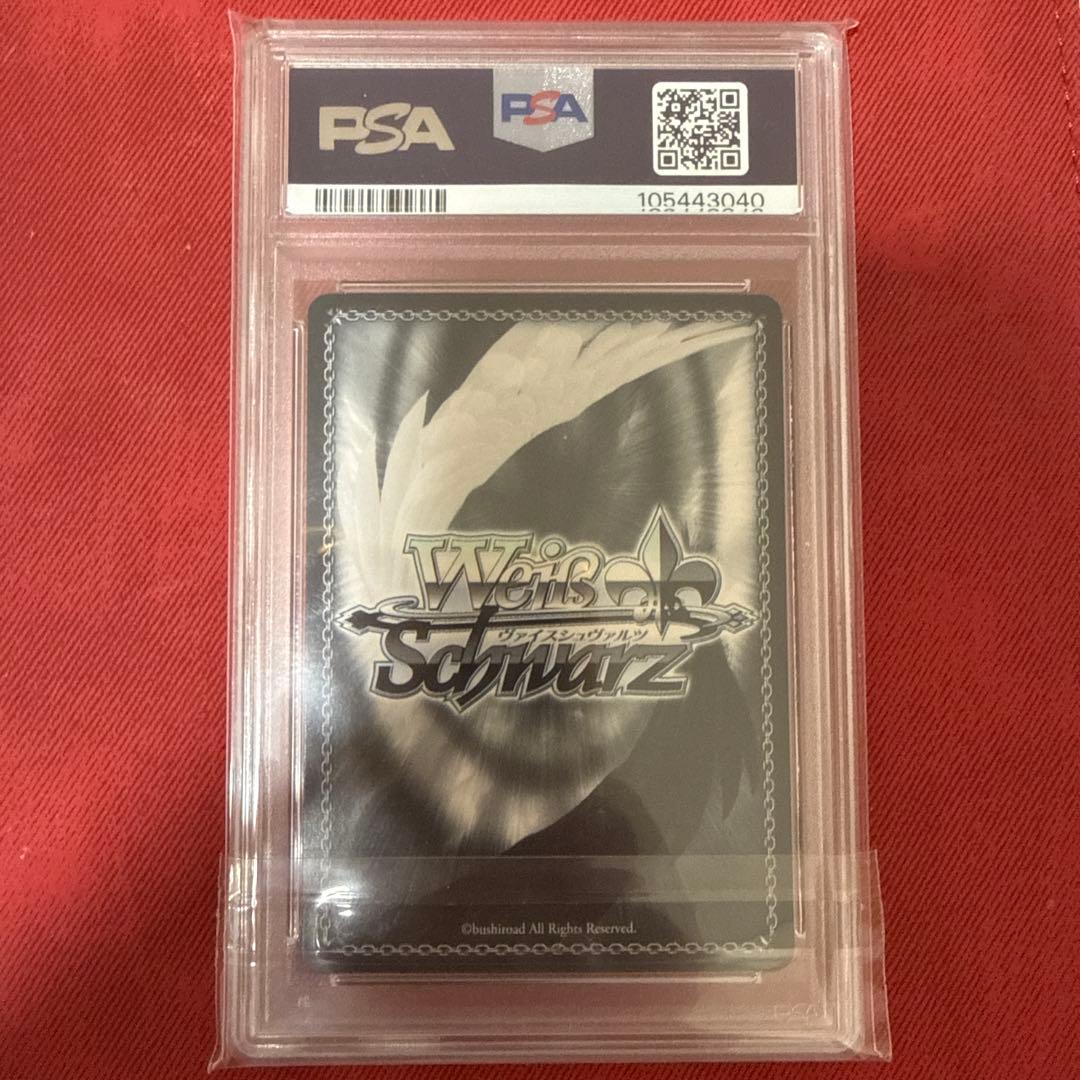 PSA
PSA
105443040
Weiß
ヴァイスシュヴァルツ
Schwarz
©bushiroad All Rights Reserved.
PSA